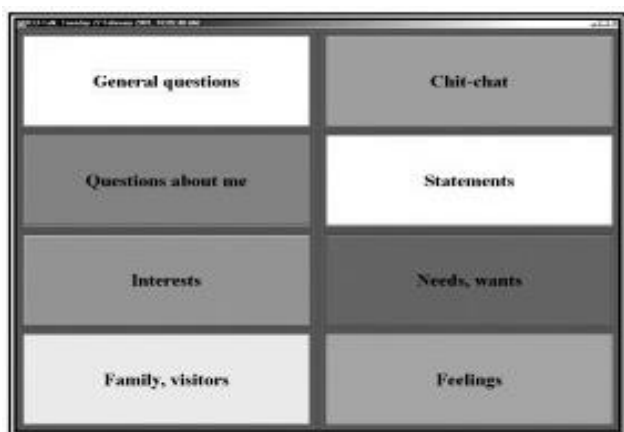 General questions
Chit-chat
Questions about me
Statements
Interests
Needs, wants
Family, visitors
Feelings